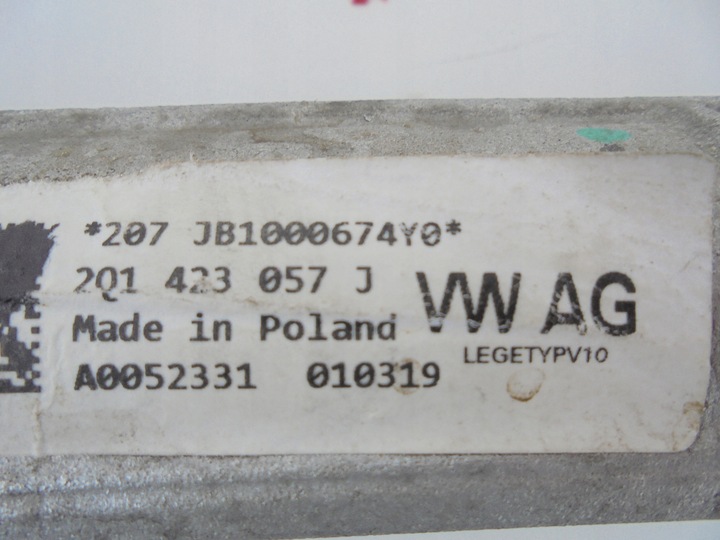 *207 JB1000674Y0*
2Q1 423 057 J
VW AG
Made in Poland
LEGETYPV10
A0052331 010319